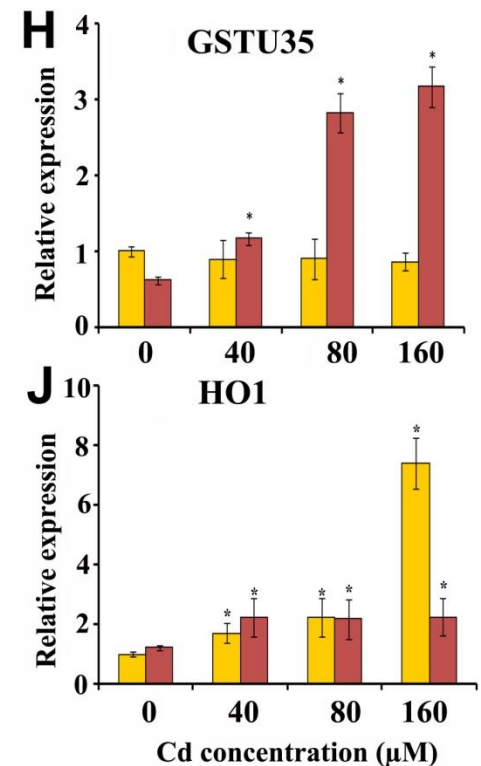 H
GSTU35
4
3
2
1
0
Relative expression
*
*
*
0 40 80 160
J
HO1
10
8
6
4
2
0
Relative expression
* * * * * *
0 40 80 160
Cd concentration (µM)